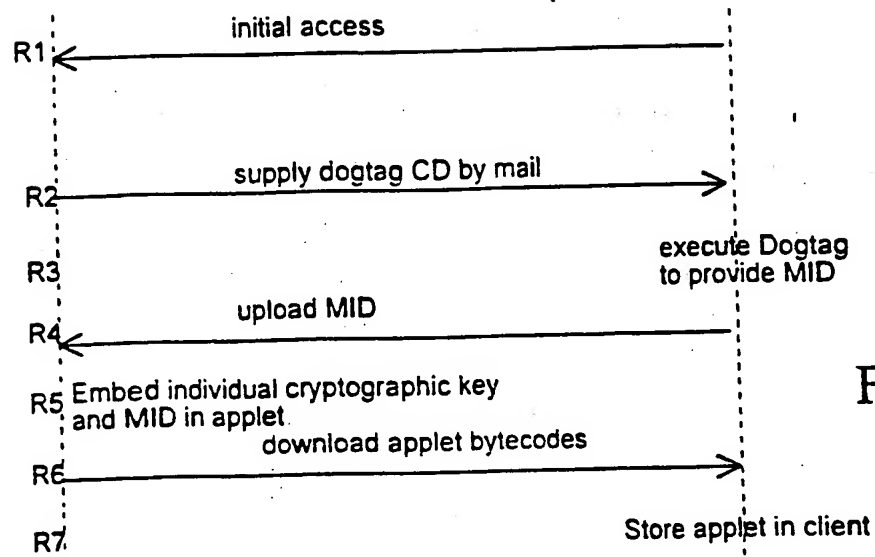 initial access
R1
supply dogtag CD by mail
R2
execute Dogtag
to provide MID
R3
upload MID
R4
R5 Embed individual cryptographic key
and MID in applet
download applet bytecodes
R6
Store applet in client
R7
F